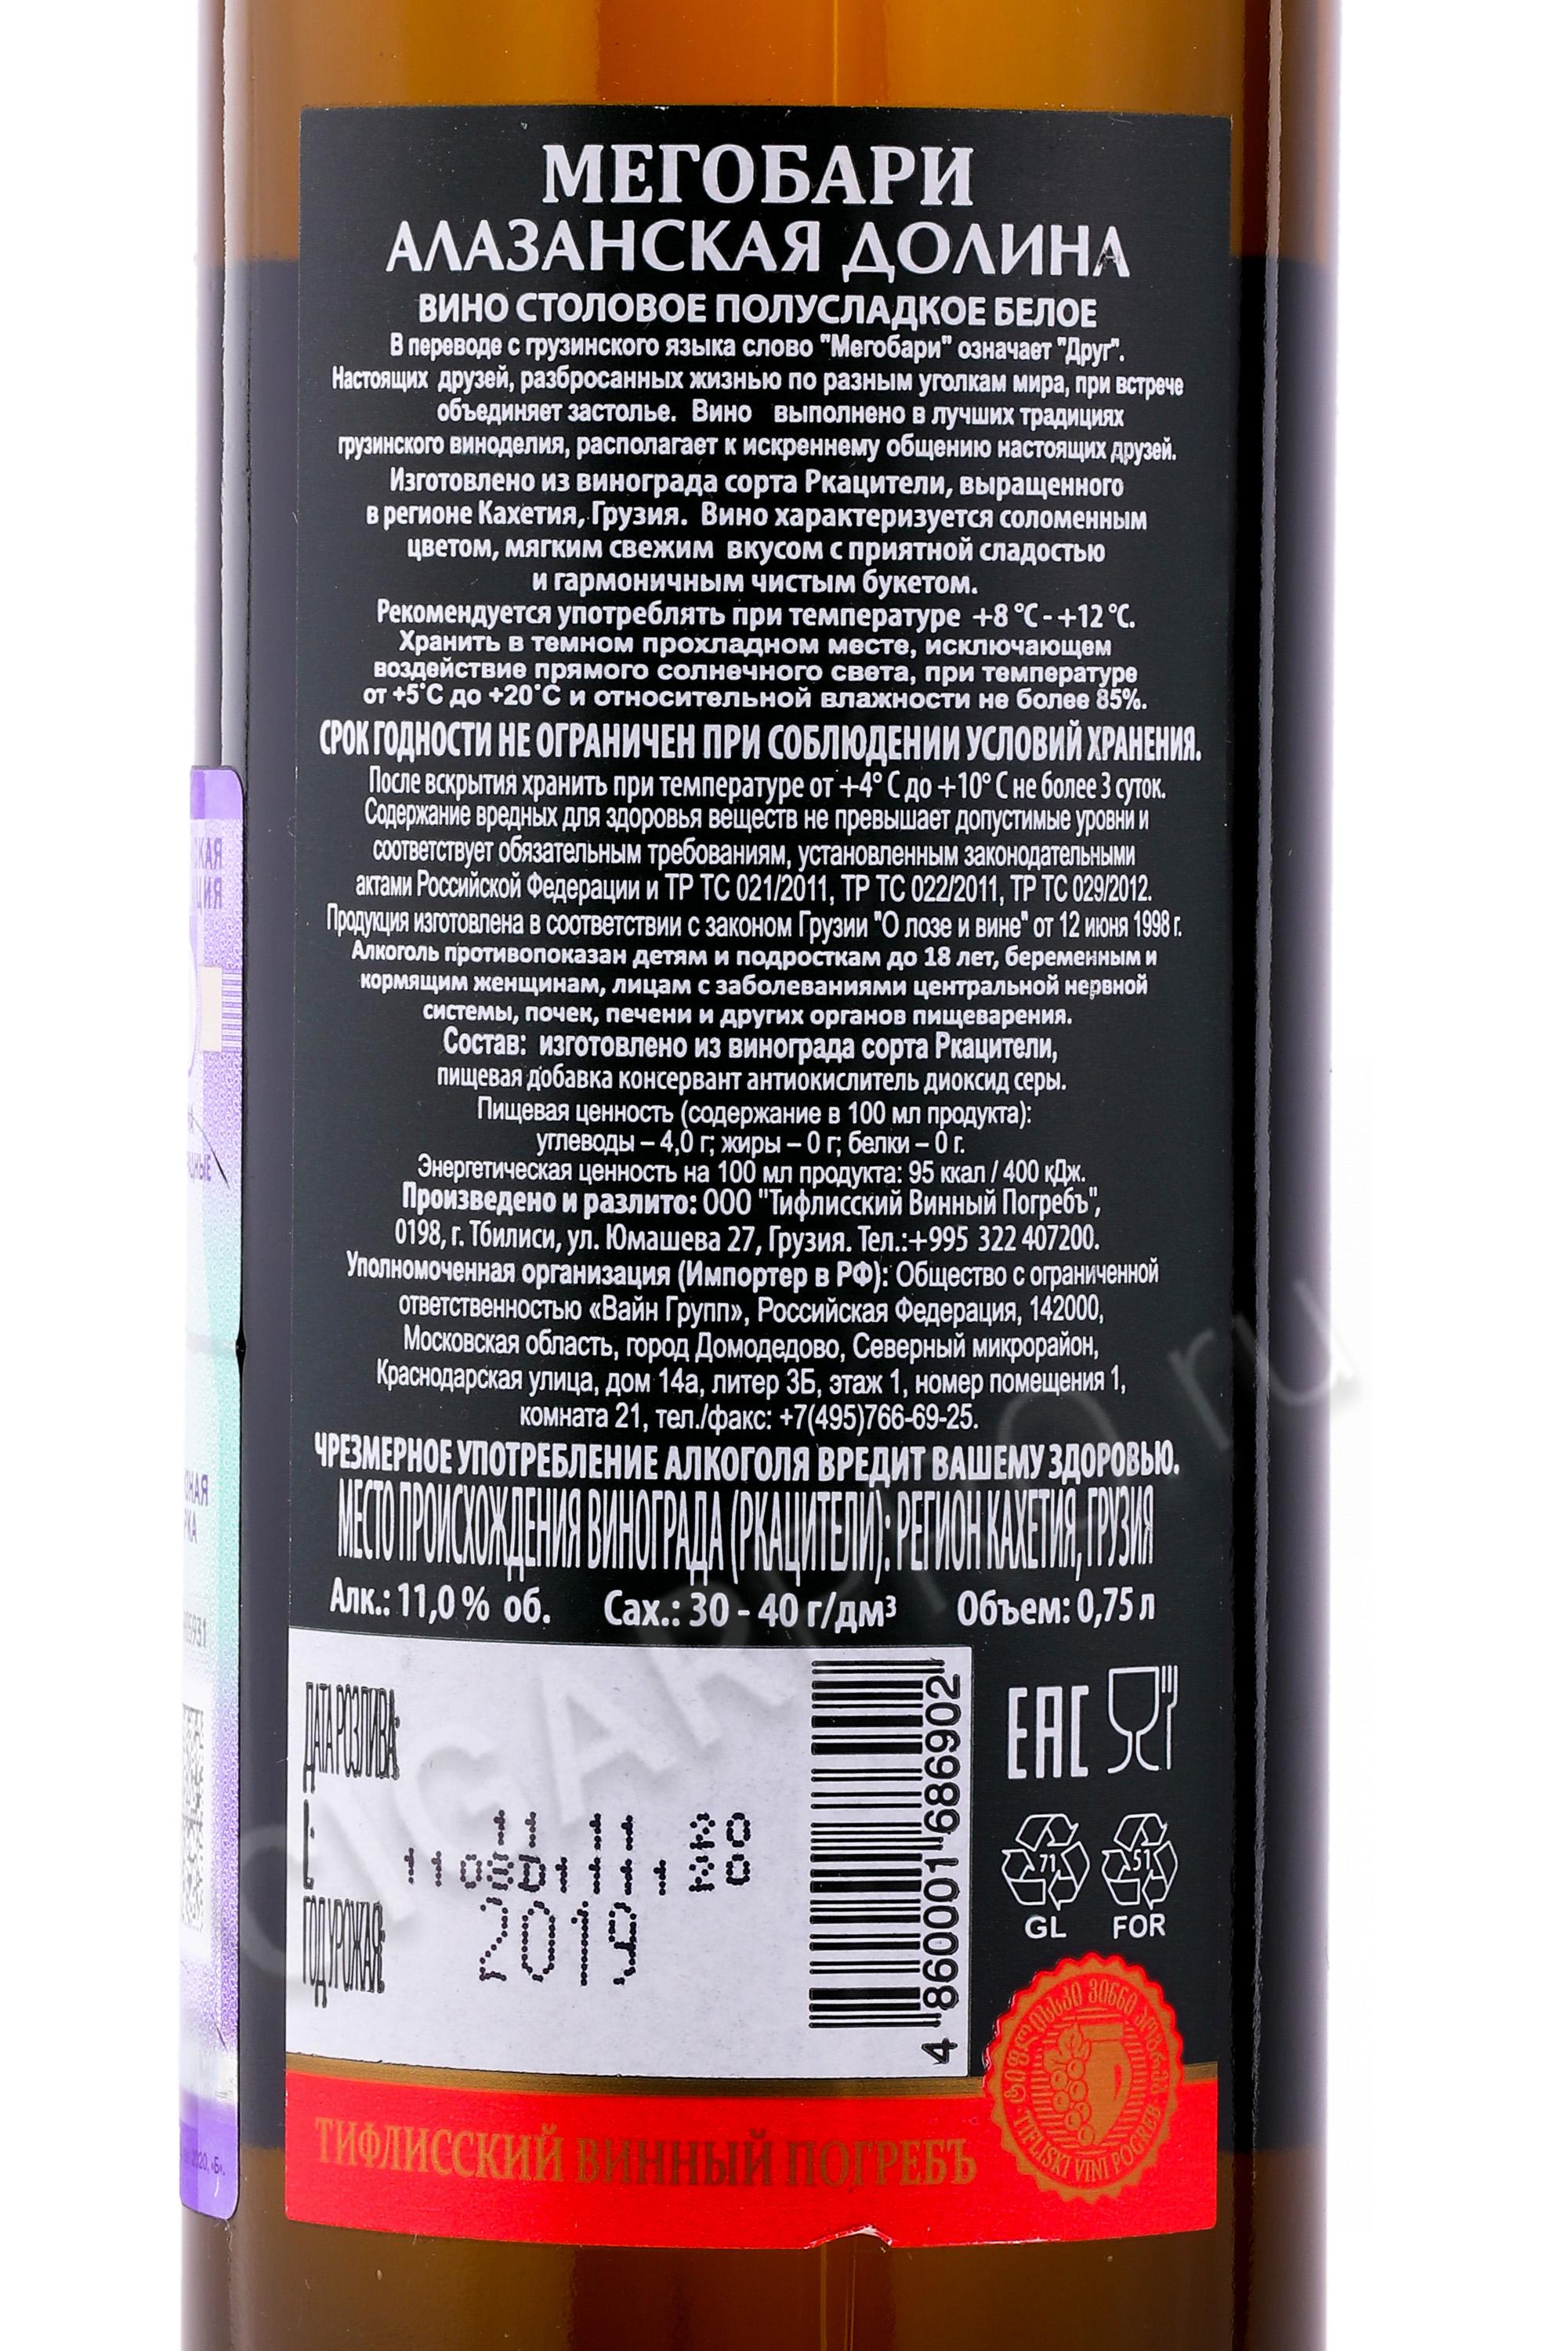 МЕГОБАРИ
АЛАЗАНСКАЯ ДОЛИНА
ВИНО СТОЛОВОЕ ПОЛУСЛАДКОЕ БЕЛОЕ
В переводе с грузинского языка слово "Мегобари" означает "Друг".
Настоящих друзей, разбросанных жизнью по разным уголкам мира, при встрече
объединяет застолье. Вино выполнено в лучших традициях
грузинского виноделия, располагает к искреннему общению настоящих друзей.
Изготовлено из винограда сорта Ркацители, выращенного
в регионе Кахетия, Грузия. Вино характеризуется соломенным
цветом, мягким свежим вкусом с приятной сладостью
и гармоничным чистым букетом.
Рекомендуется употреблять при температуре +8 °C - +12 °C.
Хранить в темном прохладном месте, исключающем
воздействие прямого солнечного света, при температуре
от +5°C до +20°C и относительной влажности не более 85%.
СРОК ГОДНОСТИ НЕ ОГРАНИЧЕН ПРИ СОБЛЮДЕНИИ УСЛОВИЙ ХРАНЕНИЯ.
После вскрытия хранить при температуре от +4° C до +10° C не более 3 суток.
Содержание вредных для здоровья веществ не превышает допустимые уровни и
соответствует обязательным требованиям, установленным законодательными
актами Российской Федерации и ТР ТС 021/2011, ТР ТС 022/2011, ТР ТС 029/2012.
Продукция изготовлена в соответствии с законом Грузии "О лозе и вине" от 12 июня 1998 г.
Алкоголь противопоказан детям и подросткам до 18 лет, беременным и
кормящим женщинам, лицам с заболеваниями центральной нервной
системы, почек, печени и других органов пищеварения.
Состав: изготовлено из винограда сорта Ркацители,
пищевая добавка консервант антиокислитель диоксид серы.
Пищевая ценность (содержание в 100 мл продукта):
углеводы – 4,0 г; жиры – 0 г; белки – 0 г.
Энергетическая ценность на 100 мл продукта: 95 ккал / 400 кДж.
Произведено и разлито: ООО "Тифлисский Винный Погребъ",
0198, г. Тбилиси, ул. Юмашева 27, Грузия. Тел.:+995 322 407200.
Уполномоченная организация (Импортер в РФ): Общество с ограниченной
ответственностью «Вайн Групп», Российская Федерация, 142000,
Московская область, город Домодедово, Северный микрорайон,
Краснодарская улица, дом 14а, литер 3Б, этаж 1, номер помещения 1,
комната 21, тел./факс: +7(495)766-69-25.
ЧРЕЗМЕРНОЕ УПОТРЕБЛЕНИЕ АЛКОГОЛЯ ВРЕДИТ ВАШЕМУ ЗДОРОВЬЮ.
МЕСТО ПРОИСХОЖДЕНИЯ ВИНОГРАДА (РКАЦИТЕЛИ): РЕГИОН КАХЕТИЯ, ГРУЗИЯ
Алк.: 11,0 % об. Сах.: 30 - 40 г/дм³ Объем: 0,75 л
ДАТА РОЗЛИВА:
L:
ГОД УРОЖАЯ:
2019
4 860001 686902
EAC
71 51
GL FOR
ТИФЛИССКИЙ ВИННЫЙ ПОГРЕБЪ
TIFLISKI VINI POGREB
CIGARPRO.ru